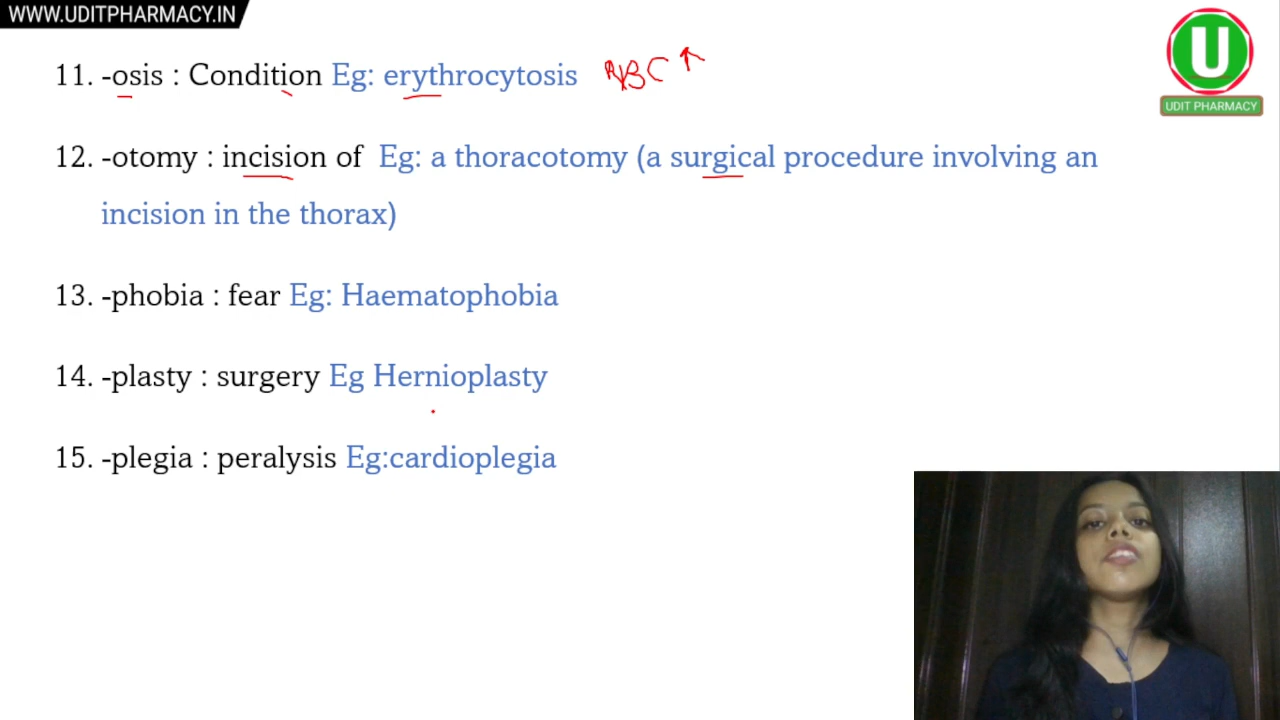 WWW.UDITPHARMACY.IN
U
UDIT PHARMACY
11. -osis : Condition Eg: erythrocytosis RBC ↑
12. -otomy : incision of Eg: a thoracotomy (a surgical procedure involving an
incision in the thorax)
13. -phobia : fear Eg: Haematophobia
14. -plasty : surgery Eg Hernioplasty
15. -plegia : peralysis Eg:cardioplegia